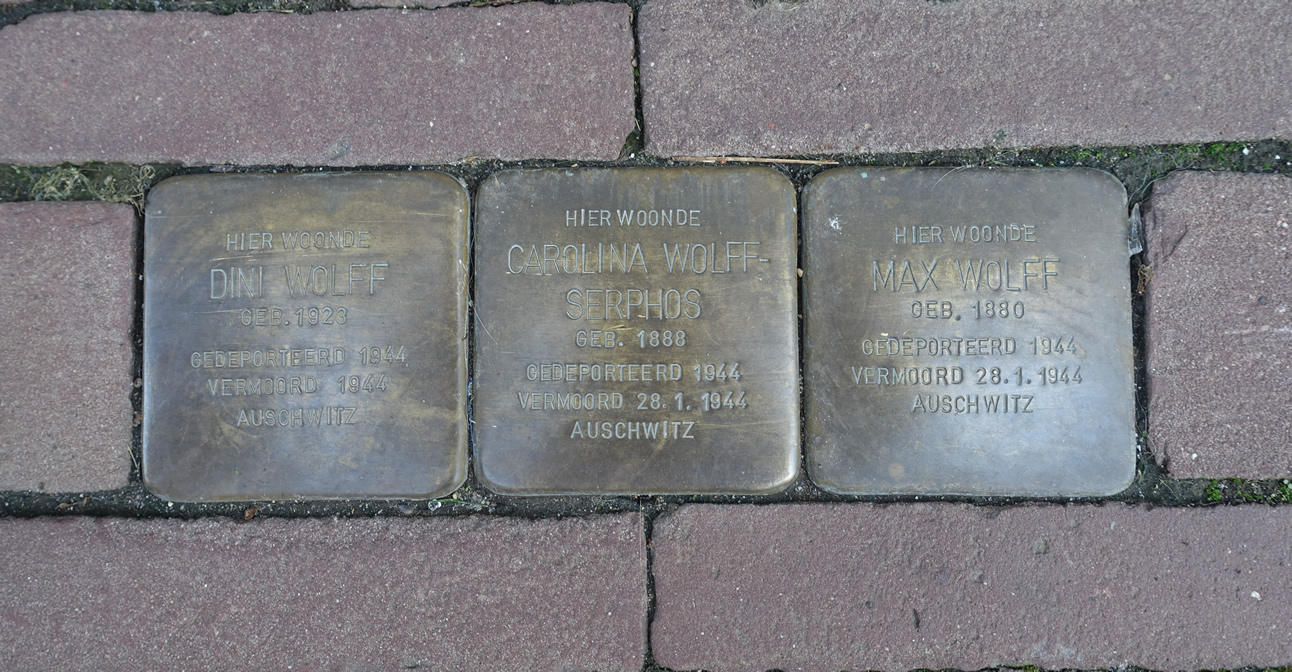 HIER WOONDE
DINI WOLFF
GEB. 1923
GEDEPORTEERD 1944
VERMOORD 1944
AUSCHWITZ
HIER WOONDE
CAROLINA WOLFF-
SERPHOS
GEB. 1888
GEDEPORTEERD 1944
VERMOORD 28.1.1944
AUSCHWITZ
HIER WOONDE
MAX WOLFF
GEB. 1880
GEDEPORTEERD 1944
VERMOORD 28.1.1944
AUSCHWITZ